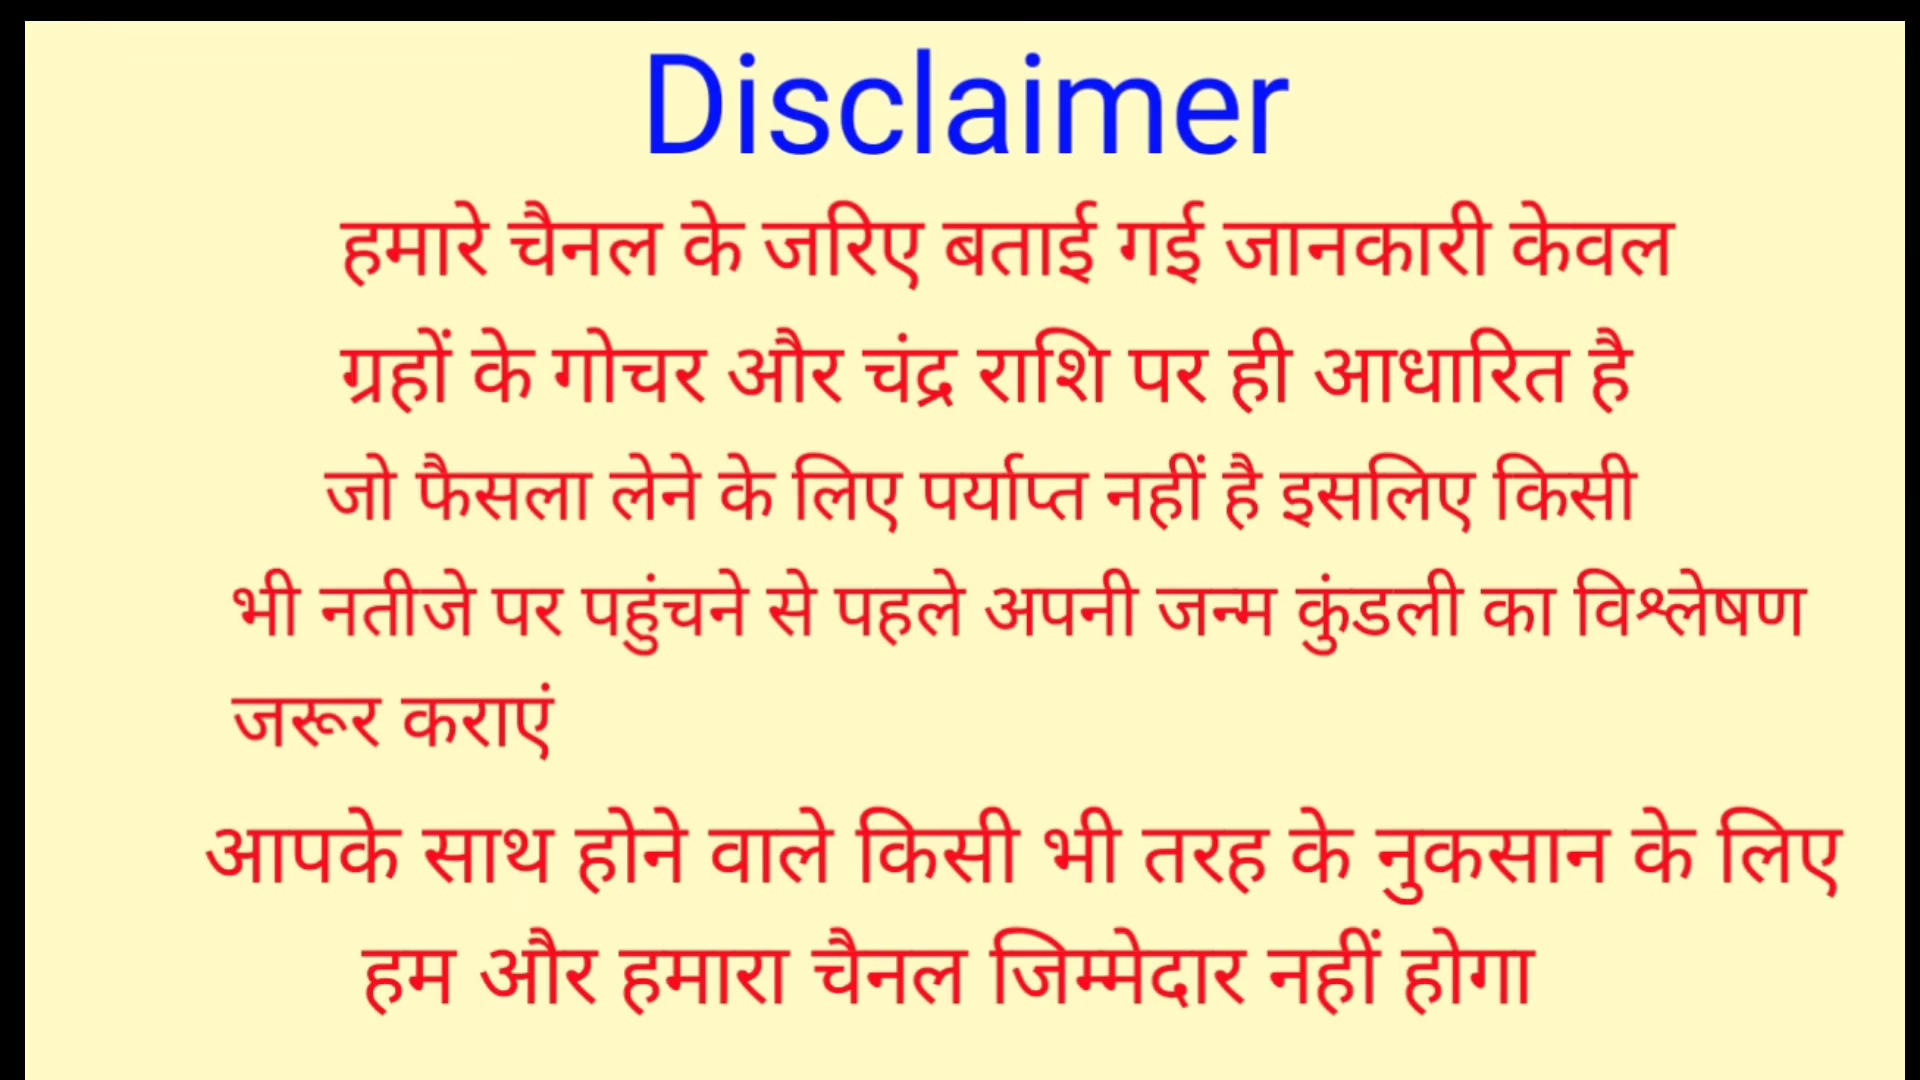 Disclaimer
हमारे चैनल के जरिए बताई गई जानकारी केवल
ग्रहों के गोचर और चंद्र राशि पर ही आधारित है
जो फैसला लेने के लिए पर्याप्त नहीं है इसलिए किसी
भी नतीजे पर पहुंचने से पहले अपनी जन्म कुंडली का विश्लेषण
जरूर कराएं
आपके साथ होने वाले किसी भी तरह के नुकसान के लिए
हम और हमारा चैनल जिम्मेदार नहीं होगा